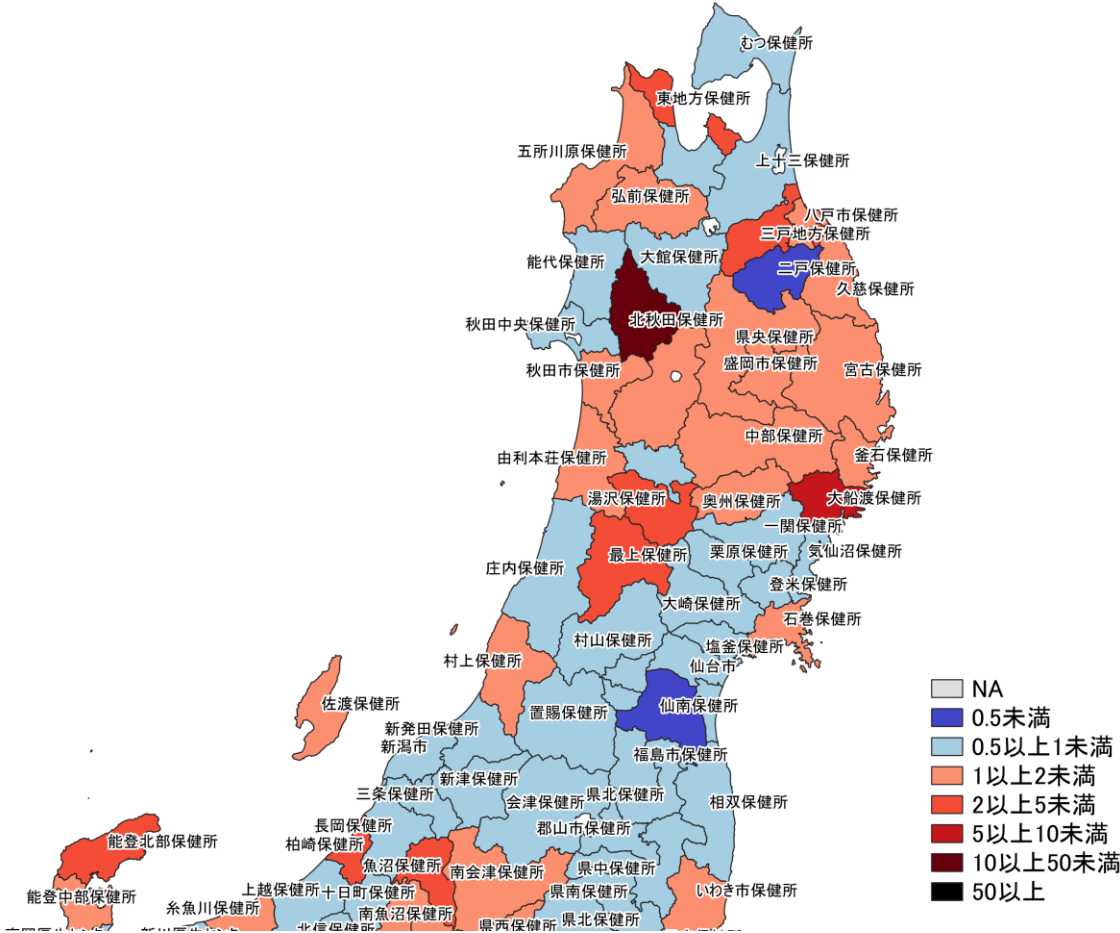 むつ保健所
東地方保健所
五所川原保健所
上十三保健所
弘前保健所
八戸市保健所
三戸地方保健所
大館保健所
能代保健所
二戸保健所
久慈保健所
北秋田保健所
秋田中央保健所
県央保健所
盛岡市保健所
秋田市保健所
宮古保健所
中部保健所
釜石保健所
由利本荘保健所
湯沢保健所
奥州保健所
大船渡保健所
一関保健所
最上保健所
栗原保健所
気仙沼保健所
庄内保健所
登米保健所
大崎保健所
石巻保健所
村山保健所
塩釜保健所
村上保健所
仙台市
佐渡保健所
置賜保健所
仙南保健所
新発田保健所
新潟市
福島市保健所
新津保健所
三条保健所
会津保健所
県北保健所
相双保健所
長岡保健所
郡山市保健所
能登北部保健所
柏崎保健所
魚沼保健所
南会津保健所
県中保健所
能登中部保健所
上越保健所
十日町保健所
県南保健所
いわき市保健所
糸魚川保健所
南魚沼保健所
県西保健所
県北保健所
北信保健所
NA
0.5未満
0.5以上1未満
1以上2未満
2以上5未満
5以上10未満
10以上50未満
50以上